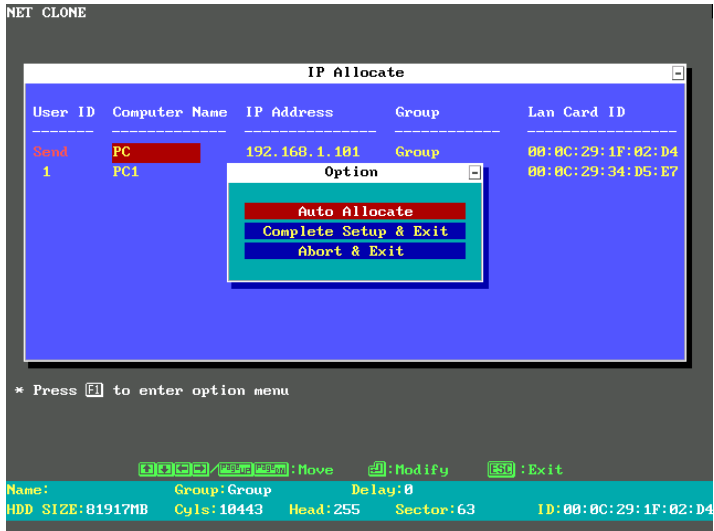 NET CLONE
IP Allocate
User ID Computer Name IP Address Group Lan Card ID
Send PC 192.168.1.101 Group 00:0C:29:1F:02:D4
1 PC1 00:0C:29:34:D5:E7
Option
Auto Allocate
Complete Setup & Exit
Abort & Exit
* Press F1 to enter option menu
:Move :Modify ESC :Exit
Name: Group:Group Delay:0
HDD SIZE:81917MB Cyls:10443 Head:255 Sector:63 ID:00:0C:29:1F:02:D4